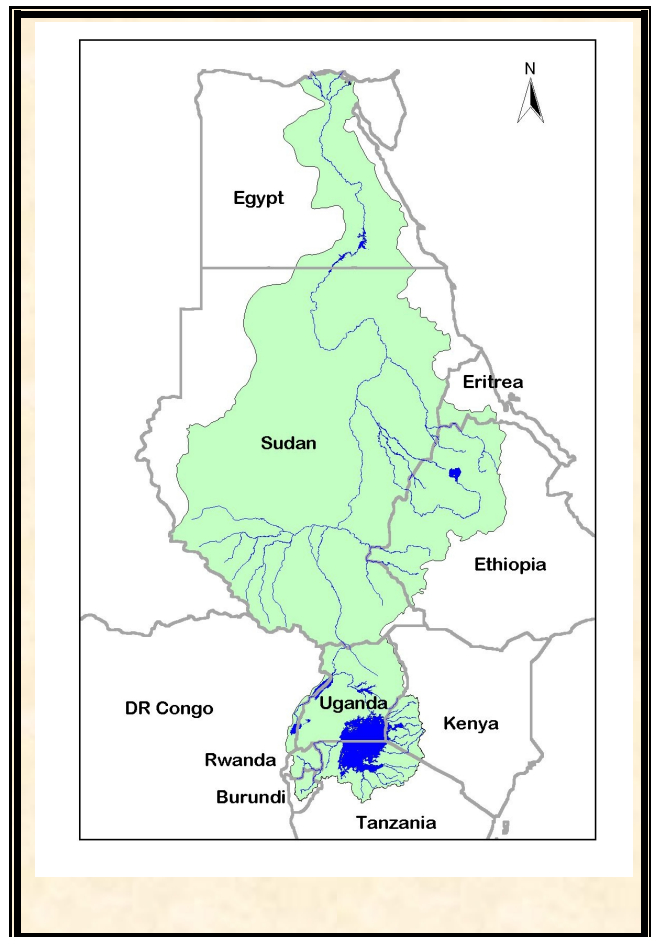 N
Egypt
Eritrea
Sudan
Ethiopia
Uganda
DR Congo
Kenya
Rwanda
Burundi
Tanzania